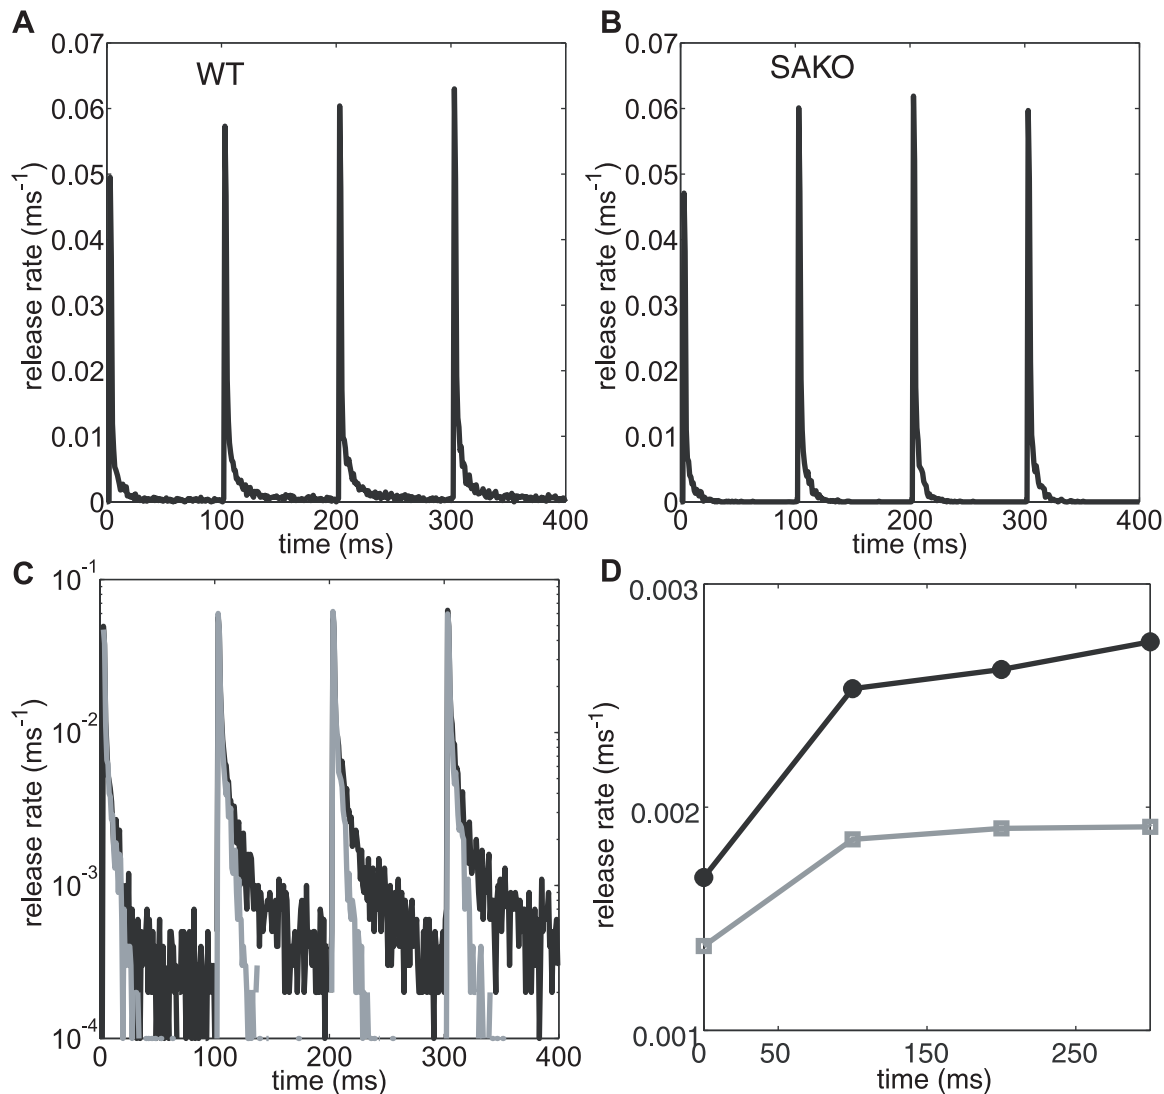 A
WT
0.07
0.06
0.05
0.04
0.03
0.02
0.01
0
release rate (ms⁻¹)
0 100 200 300 400
time (ms)
B
SAKO
0.07
0.06
0.05
0.04
0.03
0.02
0.01
0
release rate (ms⁻¹)
0 100 200 300 400
time (ms)
C
10⁻¹
10⁻²
10⁻³
10⁻⁴
release rate (ms⁻¹)
0 100 200 300 400
time (ms)
D
0.003
0.002
0.001
release rate (ms⁻¹)
0 50 150 250
time (ms)